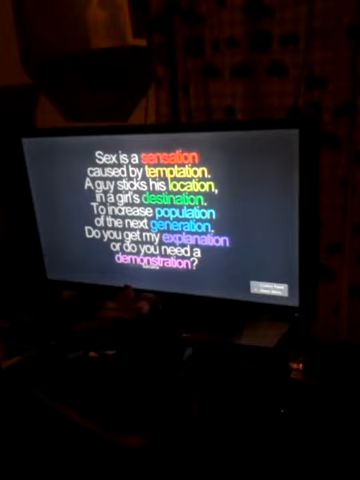 Sex is a sensation
caused by temptation.
A guy sticks his location,
in a girl's destination.
To increase population
of the next generation.
Do you get my explanation
or do you need a
demonstration?